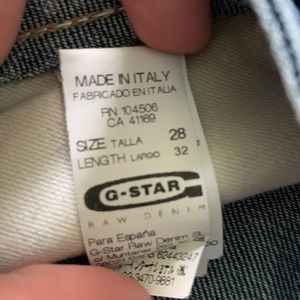 MADE IN ITALY
FABRICADO EN ITALIA
RN 104506
CA 41169
SIZE TALLA 28
LENGTH LARGO 32
G-STAR
RAW DENIM
Para España
G-Star Raw Denim SL